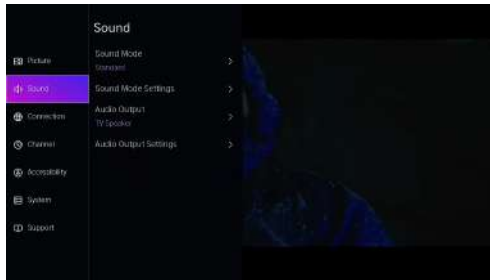 Sound
Picture
Sound
Connection
Channel
Accessibility
System
Support
Sound Mode
Standard
Sound Mode Settings
Audio Output
TV Speaker
Audio Output Settings